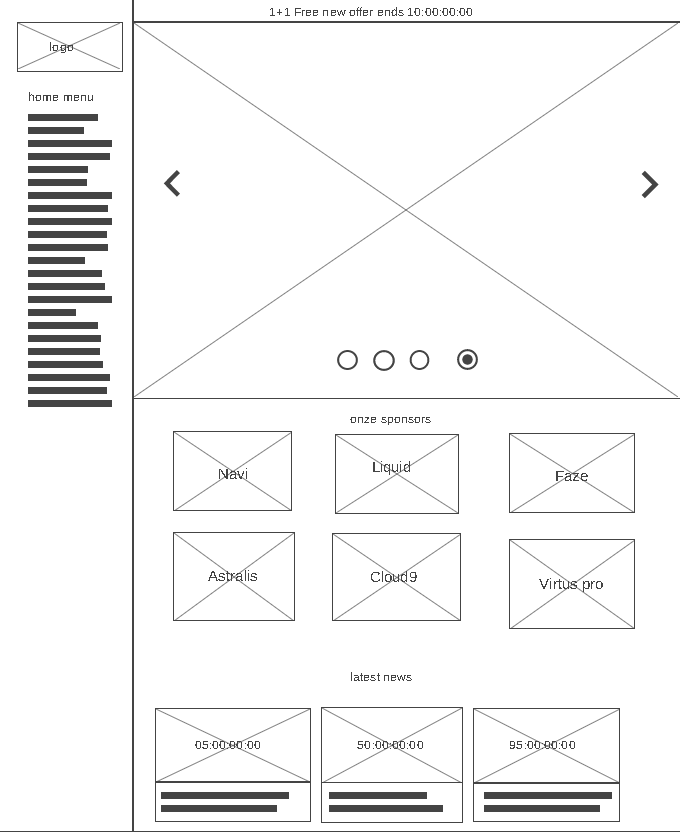 1+1 Free new offer ends 10:00:00:00
logo
home menu
onze sponsors
Navi
Liquid
Faze
Astralis
Cloud9
Virtus pro
latest news
05:00:00:00
50:00:00:00
95:00:00:00